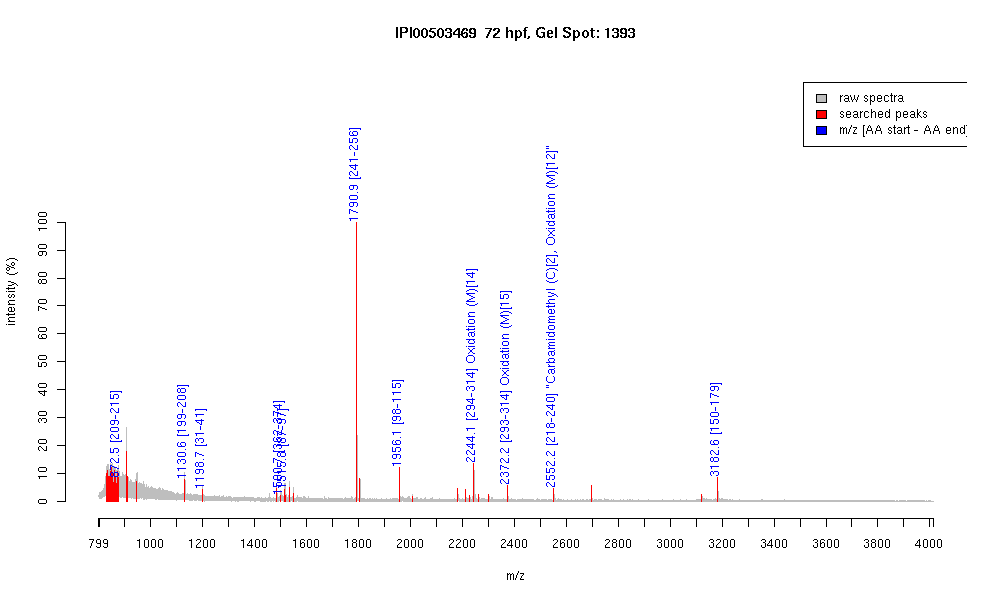 IPI00503469 72 hpf, Gel Spot: 1393
raw spectra
searched peaks
m/z [AA start - AA end]
intensity (%)
100
90
80
70
60
50
40
30
20
10
0
872.5 [209-215]
1130.6 [199-208]
1198.7 [31-41]
1790.9 [241-256]
1956.1 [98-115]
2244.1 [294-314] Oxidation (M)[14]
2372.2 [293-314] Oxidation (M)[15]
2552.2 [218-240] "Carbamidomethyl (C)[2], Oxidation (M)[12]"
3182.6 [150-179]
799 1000 1200 1400 1600 1800 2000 2200 2400 2600 2800 3000 3200 3400 3600 3800 4000
m/z